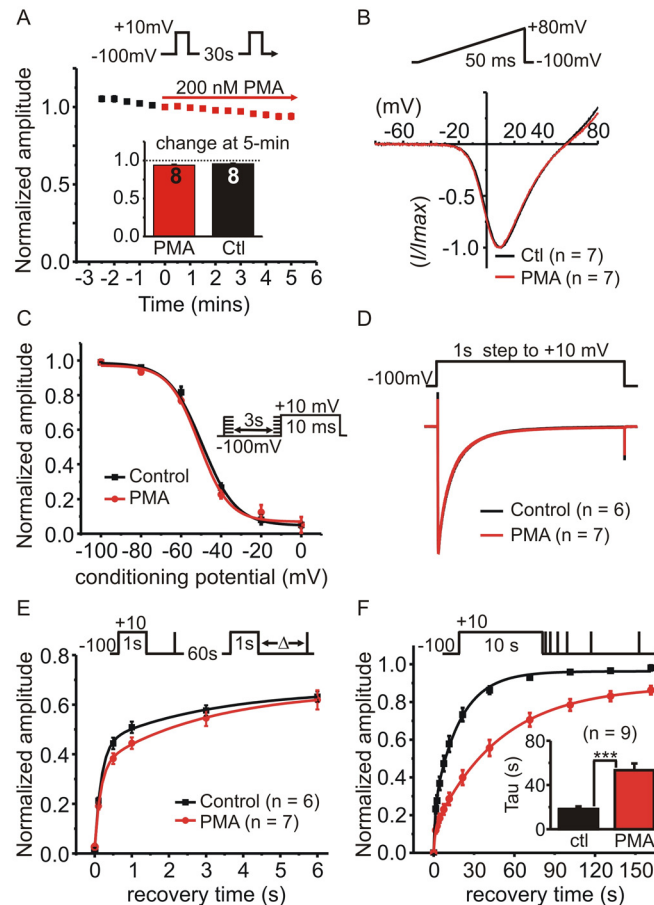 A
+10mV
-100mV
30s
200 nM PMA
Normalized amplitude
1.0
0.5
0.0
change at 5-min
1.0
0.5
0.0
8
8
PMA
Ctl
-3 -2 -1 0 1 2 3 4 5 6
Time (mins)
B
+80mV
50 ms
-100mV
(mV)
-80 -60 -40 -20 20 40 60 80
-0.5
-1.0
(I/Imax)
Ctl (n = 7)
PMA (n = 7)
C
Normalized amplitude
1.0
0.8
0.6
0.4
0.2
0.0
+10 mV
3s
10 ms
-100mV
Control
PMA
-100 -80 -60 -40 -20 0
conditioning potential (mV)
D
1s step to +10 mV
-100mV
Control (n = 6)
PMA (n = 7)
E
+10
-100
1s
60s
1s
Δ
Normalized amplitude
0.8
0.6
0.4
0.2
0.0
Control (n = 6)
PMA (n = 7)
0 1 2 3 4 5 6
recovery time (s)
F
+10
-100
10 s
Normalized amplitude
1.0
0.8
0.6
0.4
0.2
0.0
(n = 9)
Tau (s)
80
40
0
***
ctl
PMA
0 30 60 90 120 150
recovery time (s)